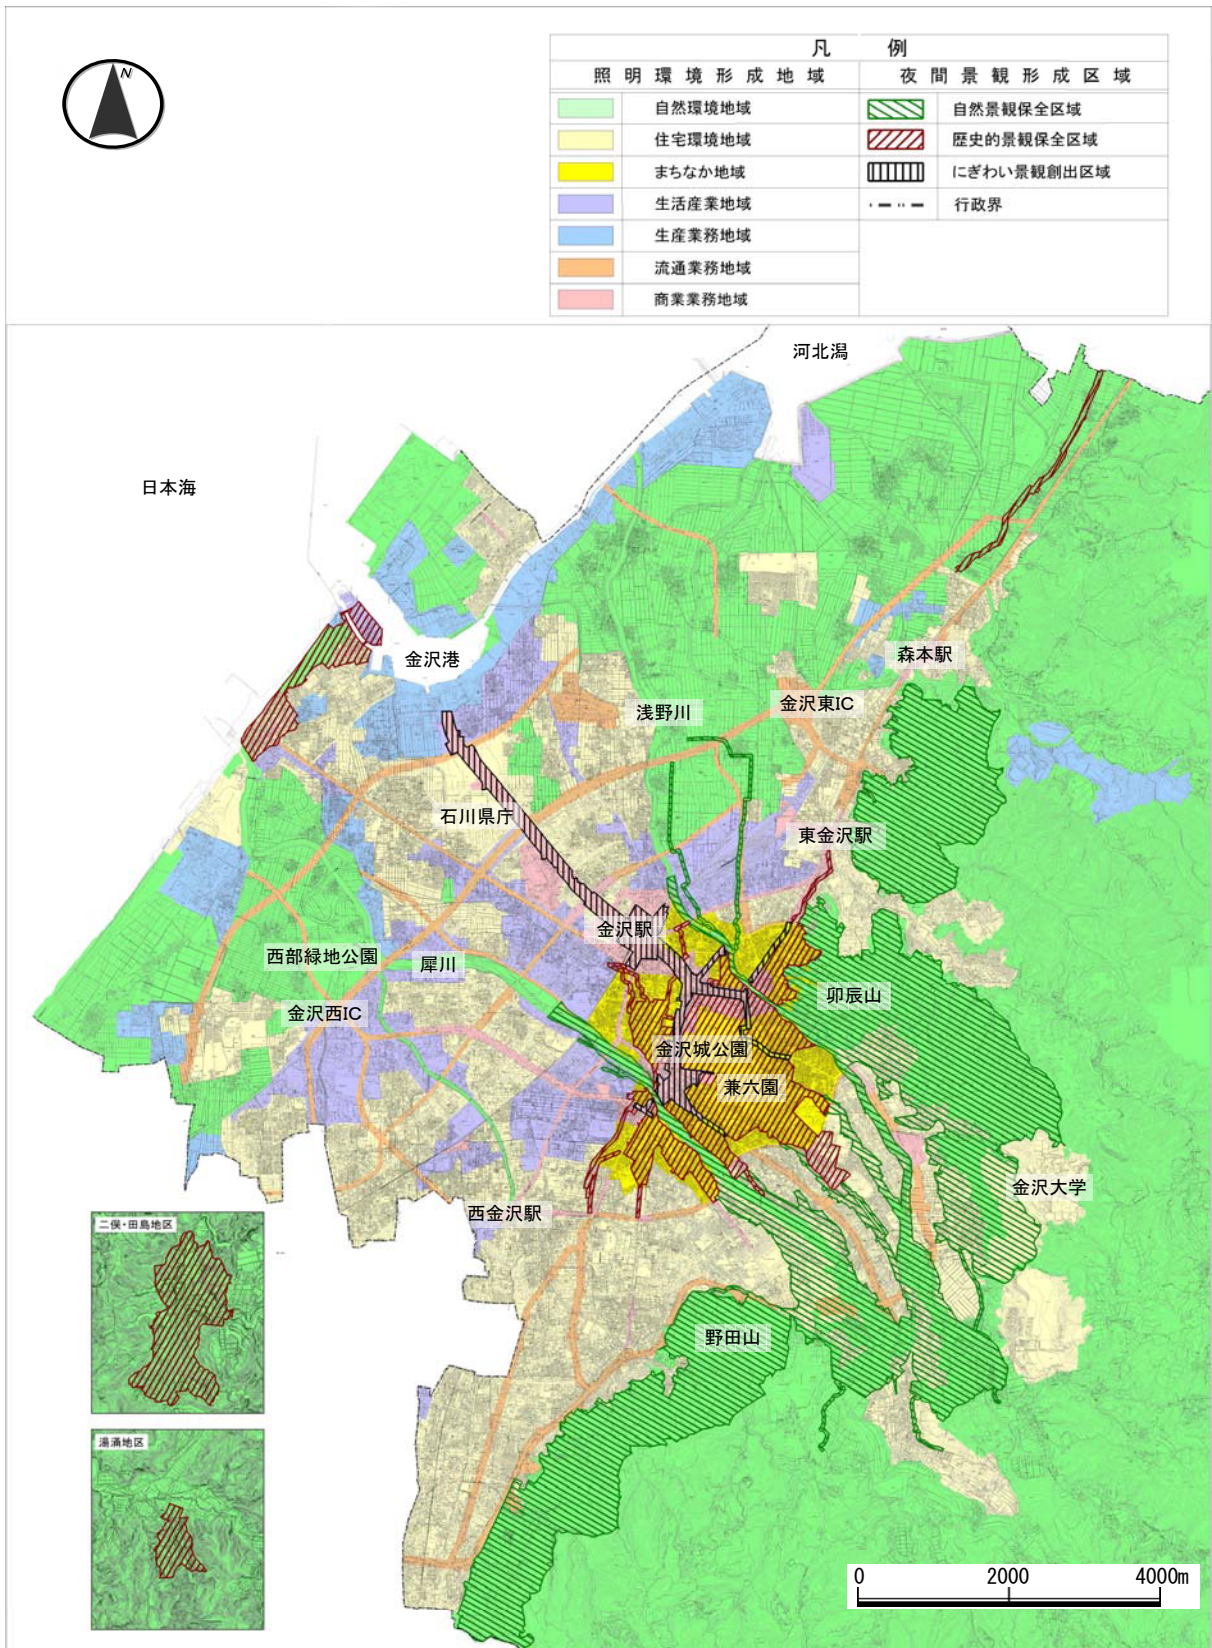 N
凡例
照明環境形成地域
夜間景観形成区域
自然環境地域
自然景観保全区域
住宅環境地域
歴史的景観保全区域
まちなか地域
にぎわい景観創出区域
生活産業地域
行政界
生産業務地域
流通業務地域
商業業務地域
河北潟
日本海
森本駅
金沢港
金沢東IC
浅野川
石川県庁
東金沢駅
金沢駅
西部緑地公園
犀川
卯辰山
金沢西IC
金沢城公園
兼六園
金沢大学
西金沢駅
二俣・田島地区
野田山
湯涌地区
0 2000 4000m